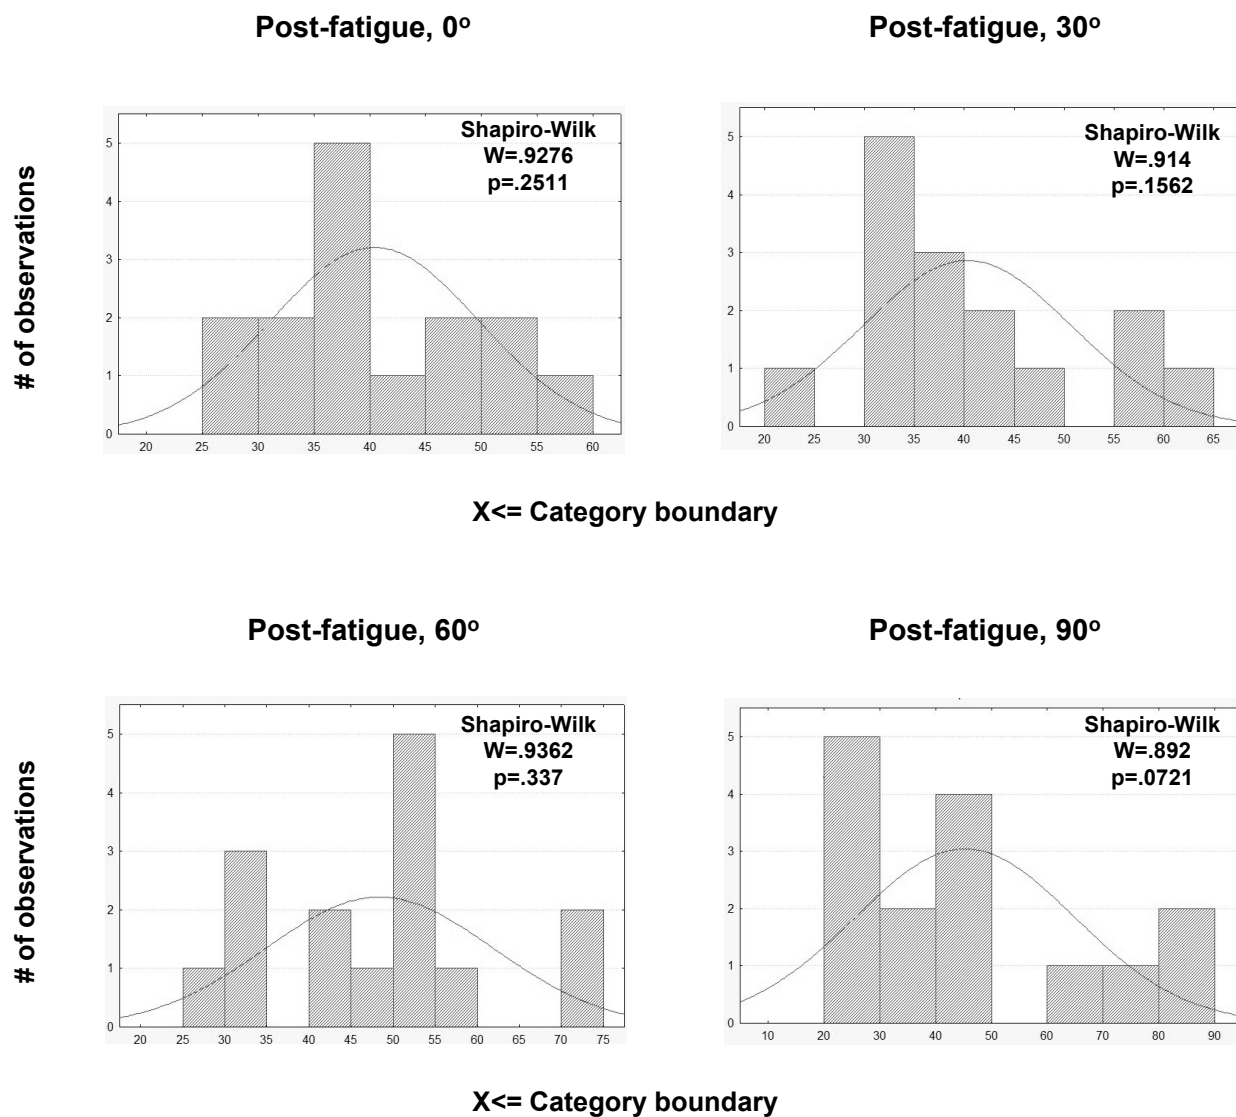 Post-fatigue, 0º
Post-fatigue, 30º
# of observations
5
4
3
2
1
0
Shapiro-Wilk
W=.9276
p=.2511
20 25 30 35 40 45 50 55 60
5
4
3
2
1
0
Shapiro-Wilk
W=.914
p=.1562
20 25 30 35 40 45 50 55 60 65
X<= Category boundary
Post-fatigue, 60º
Post-fatigue, 90º
# of observations
5
4
3
2
1
0
Shapiro-Wilk
W=.9362
p=.337
20 25 30 35 40 45 50 55 60 65 70 75
5
4
3
2
1
0
Shapiro-Wilk
W=.892
p=.0721
10 20 30 40 50 60 70 80 90
X<= Category boundary